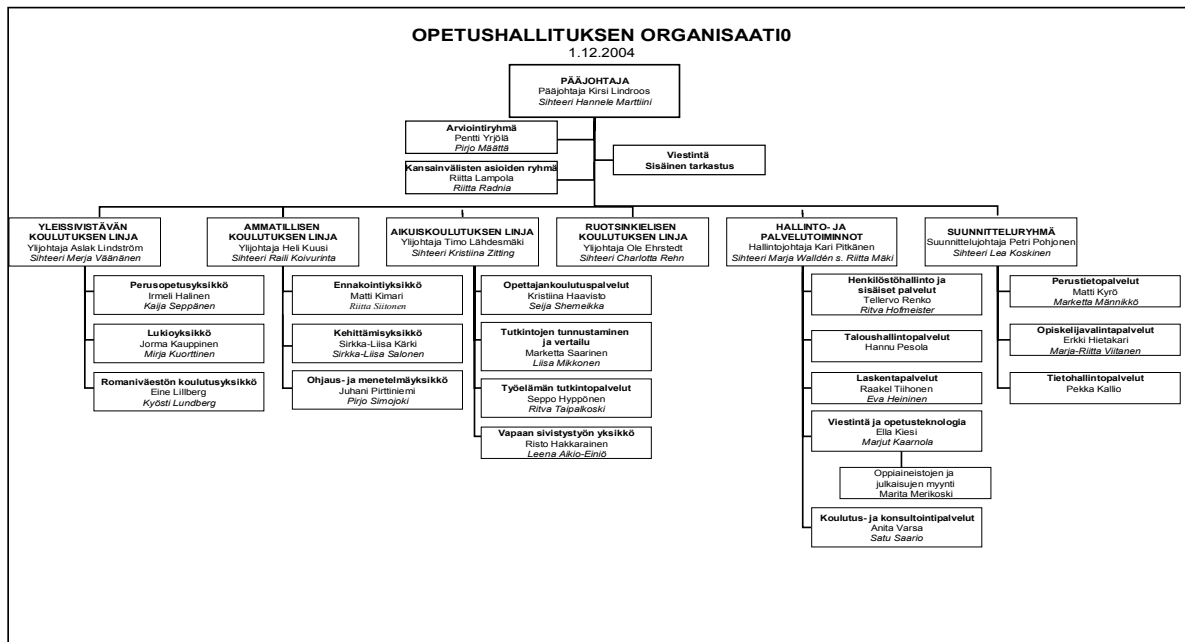 OPETUSHALLITUKSEN ORGANISAATI0
1.12.2004
PÄÄJOHTAJA
Pääjohtaja Kirsi Lindroos
Sihteeri Hannele Marttiini
Arviointiryhmä
Pentti Yrjölä
Pirjo Määttä
Viestintä
Sisäinen tarkastus
Kansainvälisten asioiden ryhmä
Riitta Lampola
Riitta Radnia
YLEISSIVISTÄVÄN
KOULUTUKSEN LINJA
Ylijohtaja Aslak Lindström
Sihteeri Merja Väänänen
Perusopetusyksikkö
Irmeli Halinen
Kaija Seppänen
Lukioyksikkö
Jorma Kauppinen
Mirja Kuorttinen
Romaniväestön koulutusyksikkö
Eine Lillberg
Kyösti Lundberg
AMMATILLISEN
KOULUTUKSEN LINJA
Ylijohtaja Heli Kuusi
Sihteeri Raili Koivurinta
Ennakointiyksikkö
Matti Kimari
Riitta Siitonen
Kehittämisyksikkö
Sirkka-Liisa Kärki
Sirkka-Liisa Salonen
Ohjaus- ja menetelmäyksikkö
Juhani Pirttiniemi
Pirjo Simojoki
AIKUISKOULUTUKSEN LINJA
Ylijohtaja Timo Lähdesmäki
Sihteeri Kristiina Zitting
Opettajankoulutuspalvelut
Kristiina Haavisto
Seija Shemeikka
Tutkintojen tunnustaminen
ja vertailu
Marketta Saarinen
Liisa Mikkonen
Työelämän tutkintopalvelut
Seppo Hyppönen
Ritva Taipalkoski
Vapaan sivistystyön yksikkö
Risto Hakkarainen
Leena Aikio-Einiö
RUOTSINKIELISEN
KOULUTUKSEN LINJA
Ylijohtaja Ole Ehrstedt
Sihteeri Charlotta Rehn
HALLINTO- JA
PALVELUTOIMINNOT
Hallintojohtaja Kari Pitkänen
Sihteeri Marja Walldén s. Riitta Mäki
Henkilöstöhallinto ja
sisäiset palvelut
Tellervo Renko
Ritva Hofmeister
Taloushallintopalvelut
Hannu Pesola
Laskentapalvelut
Raakel Tiihonen
Eva Heininen
Viestintä ja opetusteknologia
Ella Kiesi
Marjut Kaarnola
Oppiaineistojen ja
julkaisujen myynti
Marita Merikoski
Koulutus- ja konsultointipalvelut
Anita Varsa
Satu Saario
SUUNNITTELURYHMÄ
Suunnittelujohtaja Petri Pohjonen
Sihteeri Lea Koskinen
Perustietopalvelut
Matti Kyrö
Marketta Männikkö
Opiskelijavalintapalvelut
Erkki Hietakari
Marja-Riitta Viitanen
Tietohallintopalvelut
Pekka Kallio